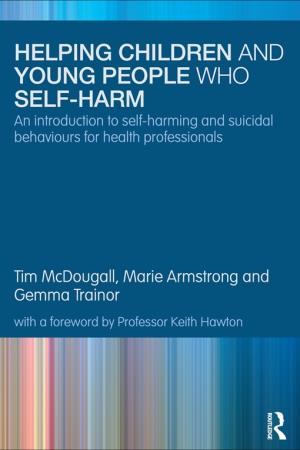 HELPING CHILDREN AND
YOUNG PEOPLE WHO
SELF-HARM
An introduction to self-harming and suicidal
behaviours for health professionals
Tim McDougall, Marie Armstrong and
Gemma Trainor
with a foreword by Professor Keith Hawton
ROUTLEDGE